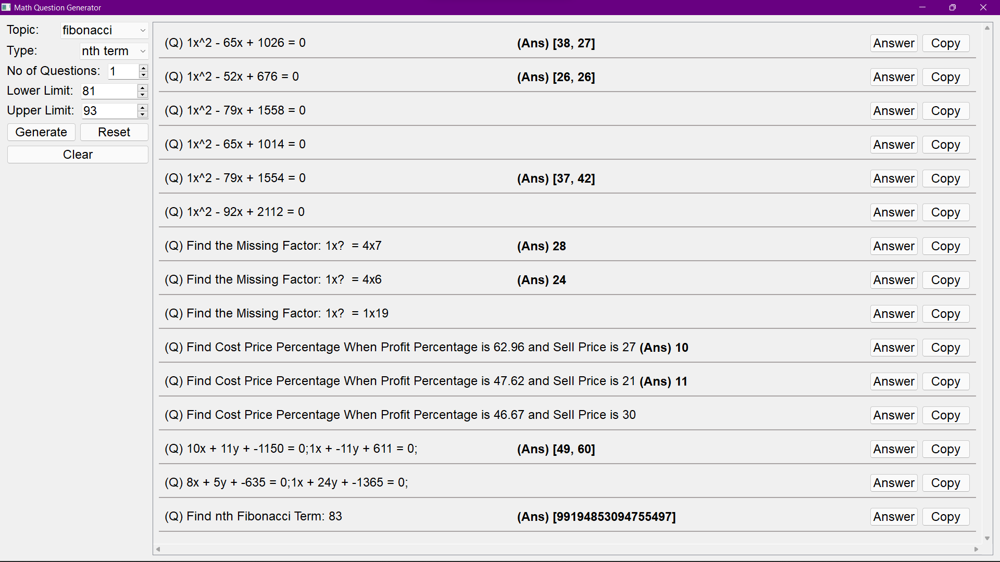 Math Question Generator
Topic: fibonacci
Type: nth term
No of Questions: 1
Lower Limit: 81
Upper Limit: 93
Generate Reset
Clear
(Q) 1x^2 - 65x + 1026 = 0 (Ans) [38, 27] Answer Copy
(Q) 1x^2 - 52x + 676 = 0 (Ans) [26, 26] Answer Copy
(Q) 1x^2 - 79x + 1558 = 0 Answer Copy
(Q) 1x^2 - 65x + 1014 = 0 Answer Copy
(Q) 1x^2 - 79x + 1554 = 0 (Ans) [37, 42] Answer Copy
(Q) 1x^2 - 92x + 2112 = 0 Answer Copy
(Q) Find the Missing Factor: 1x?  = 4x7 (Ans) 28 Answer Copy
(Q) Find the Missing Factor: 1x?  = 4x6 (Ans) 24 Answer Copy
(Q) Find the Missing Factor: 1x?  = 1x19 Answer Copy
(Q) Find Cost Price Percentage When Profit Percentage is 62.96 and Sell Price is 27 (Ans) 10 Answer Copy
(Q) Find Cost Price Percentage When Profit Percentage is 47.62 and Sell Price is 21 (Ans) 11 Answer Copy
(Q) Find Cost Price Percentage When Profit Percentage is 46.67 and Sell Price is 30 Answer Copy
(Q) 10x + 11y + -1150 = 0;1x + -11y + 611 = 0; (Ans) [49, 60] Answer Copy
(Q) 8x + 5y + -635 = 0;1x + 24y + -1365 = 0; Answer Copy
(Q) Find nth Fibonacci Term: 83 (Ans) [99194853094755497] Answer Copy